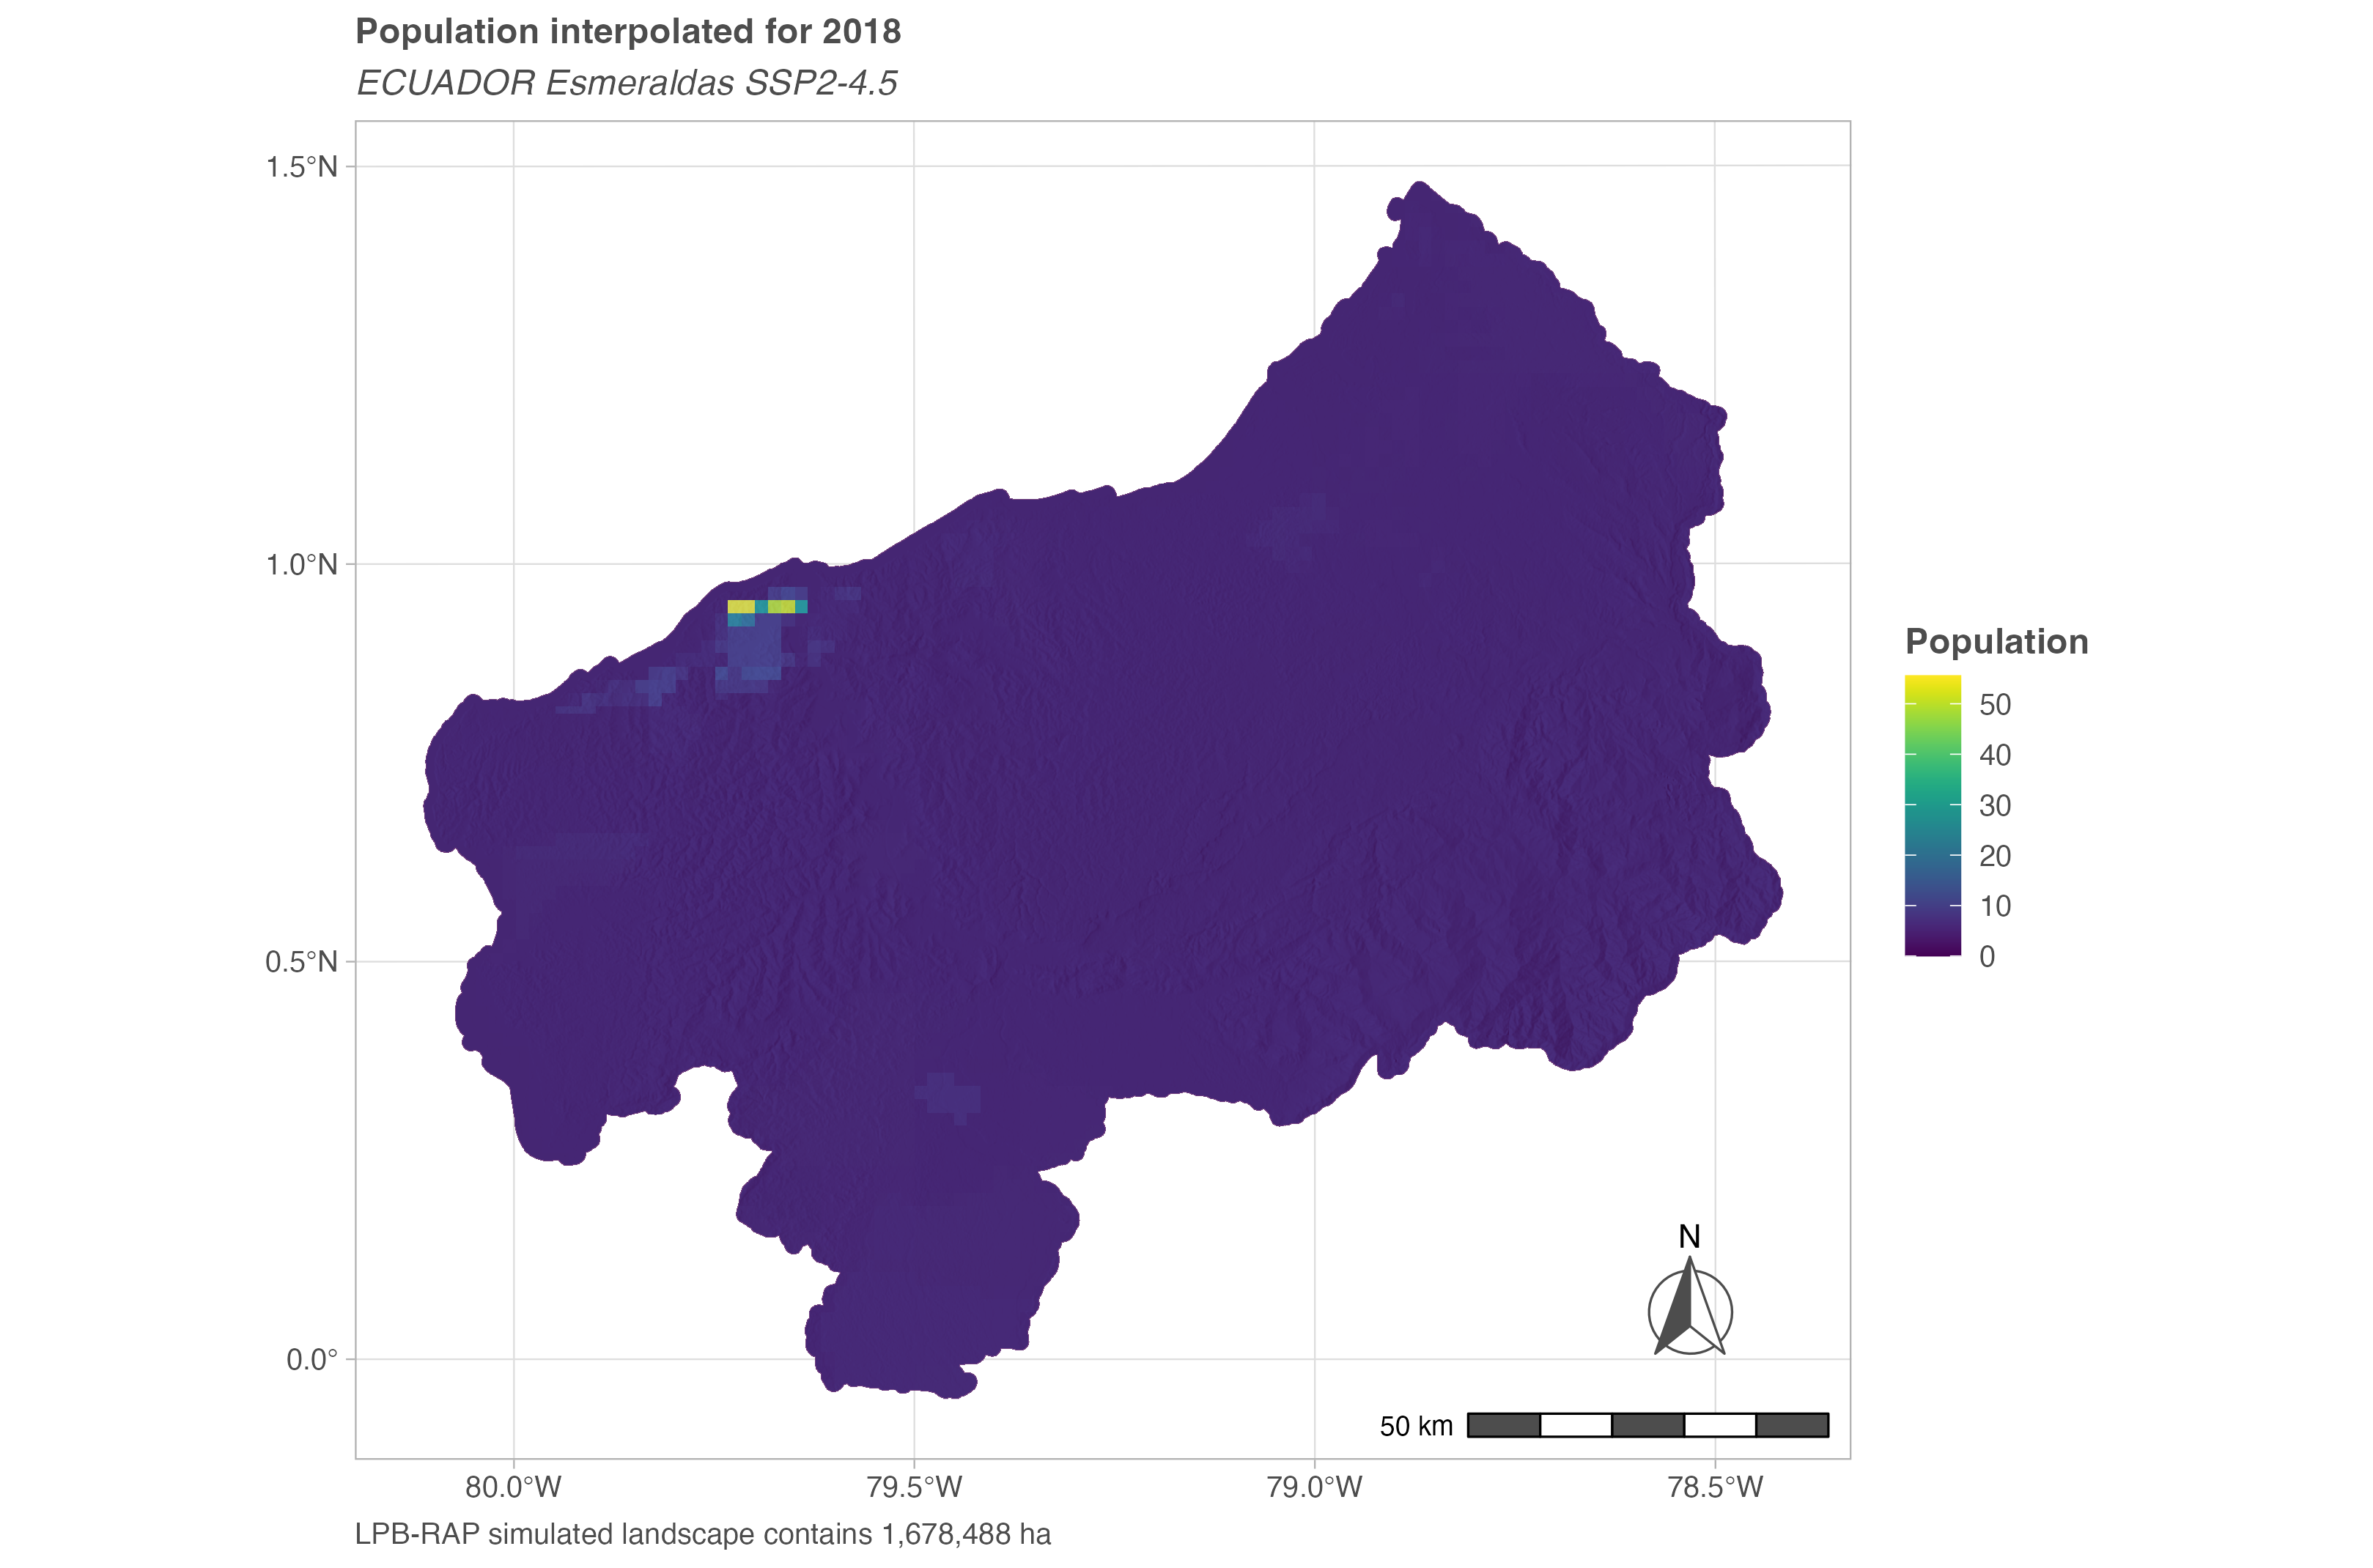 Population interpolated for 2018
ECUADOR Esmeraldas SSP2-4.5
1.5°N
1.0°N
0.5°N
0.0°
80.0°W
79.5°W
79.0°W
78.5°W
N
50 km
Population
50
40
30
20
10
0
LPB-RAP simulated landscape contains 1,678,488 ha